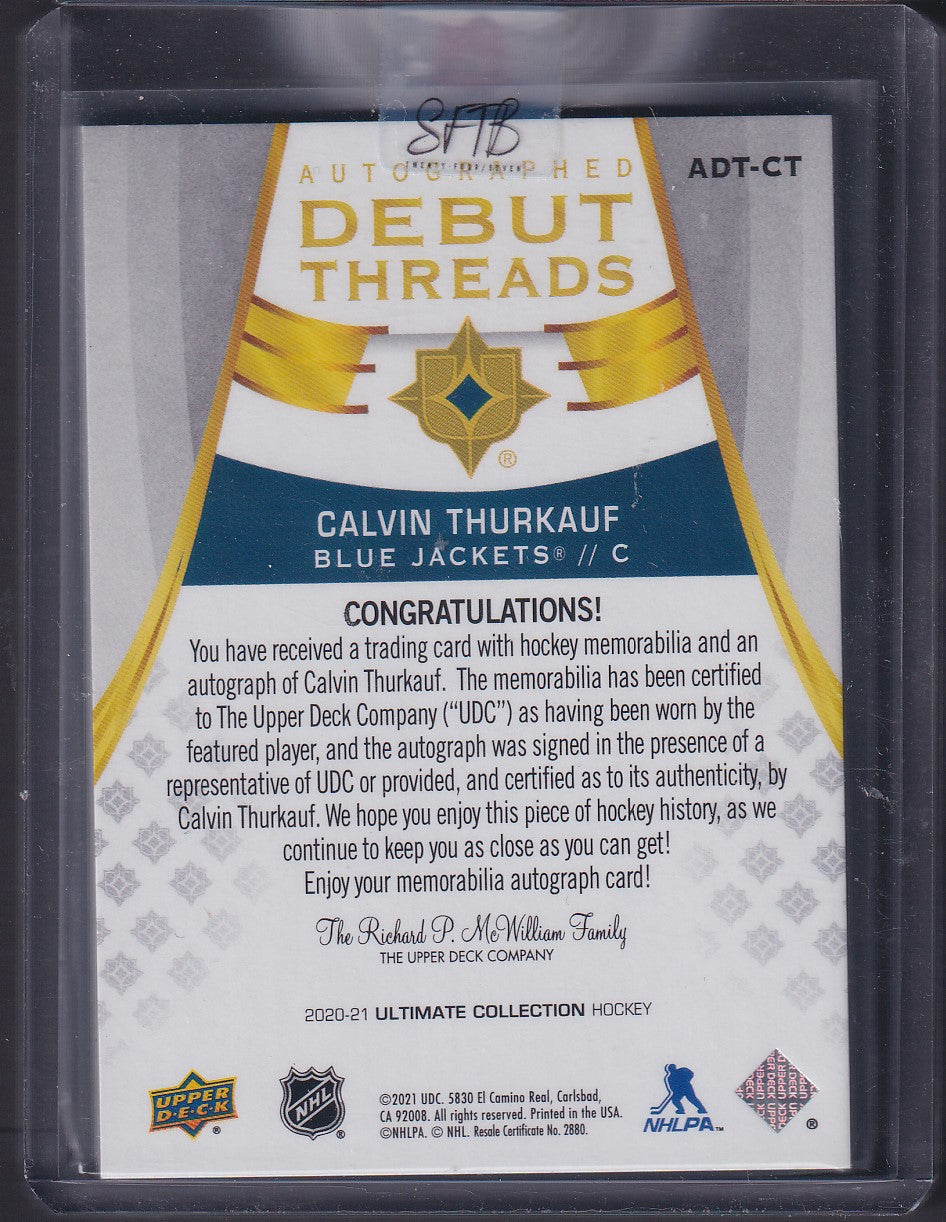 SFTB
TWENTY FOUR/SEVEN
AUTOGRAPHED
ADT-CT
DEBUT
THREADS
®
CALVIN THURKAUF
BLUE JACKETS® // C
CONGRATULATIONS!
You have received a trading card with hockey memorabilia and an
autograph of Calvin Thurkauf. The memorabilia has been certified
to The Upper Deck Company (“UDC”) as having been worn by the
featured player, and the autograph was signed in the presence of a
representative of UDC or provided, and certified as to its authenticity, by
Calvin Thurkauf. We hope you enjoy this piece of hockey history, as we
continue to keep you as close as you can get!
Enjoy your memorabilia autograph card!
The Richard P. McWilliam Family
THE UPPER DECK COMPANY
2020-21 ULTIMATE COLLECTION HOCKEY
UPPER
D·E·C·K
®
NHL
®
©2021 UDC. 5830 El Camino Real, Carlsbad,
CA 92008. All rights reserved. Printed in the USA.
©NHLPA. © NHL. Resale Certificate No. 2880.
NHLPA™
UPPER DECK
®